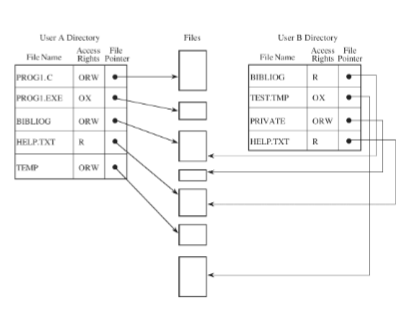 User A Directory
Files
User B Directory
File Name
Access Rights
File Pointer
PROG1.C ORW
PROG1.EXE OX
BIBLIOG ORW
HELP.TXT R
TEMP ORW
File Name
Access Rights
File Pointer
BIBLIOG R
TEST.TMP OX
PRIVATE ORW
HELP.TXT R